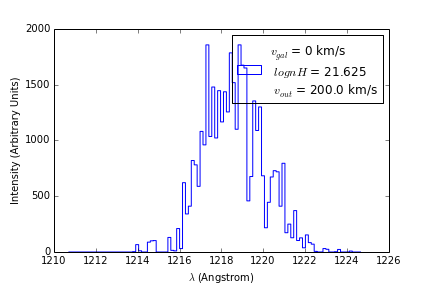 2000
1500
1000
500
0
Intensity (Arbitrary Units)
v_gal = 0 km/s
lognH = 21.625
v_out = 200.0 km/s
1210 1212 1214 1216 1218 1220 1222 1224 1226
λ (Angstrom)